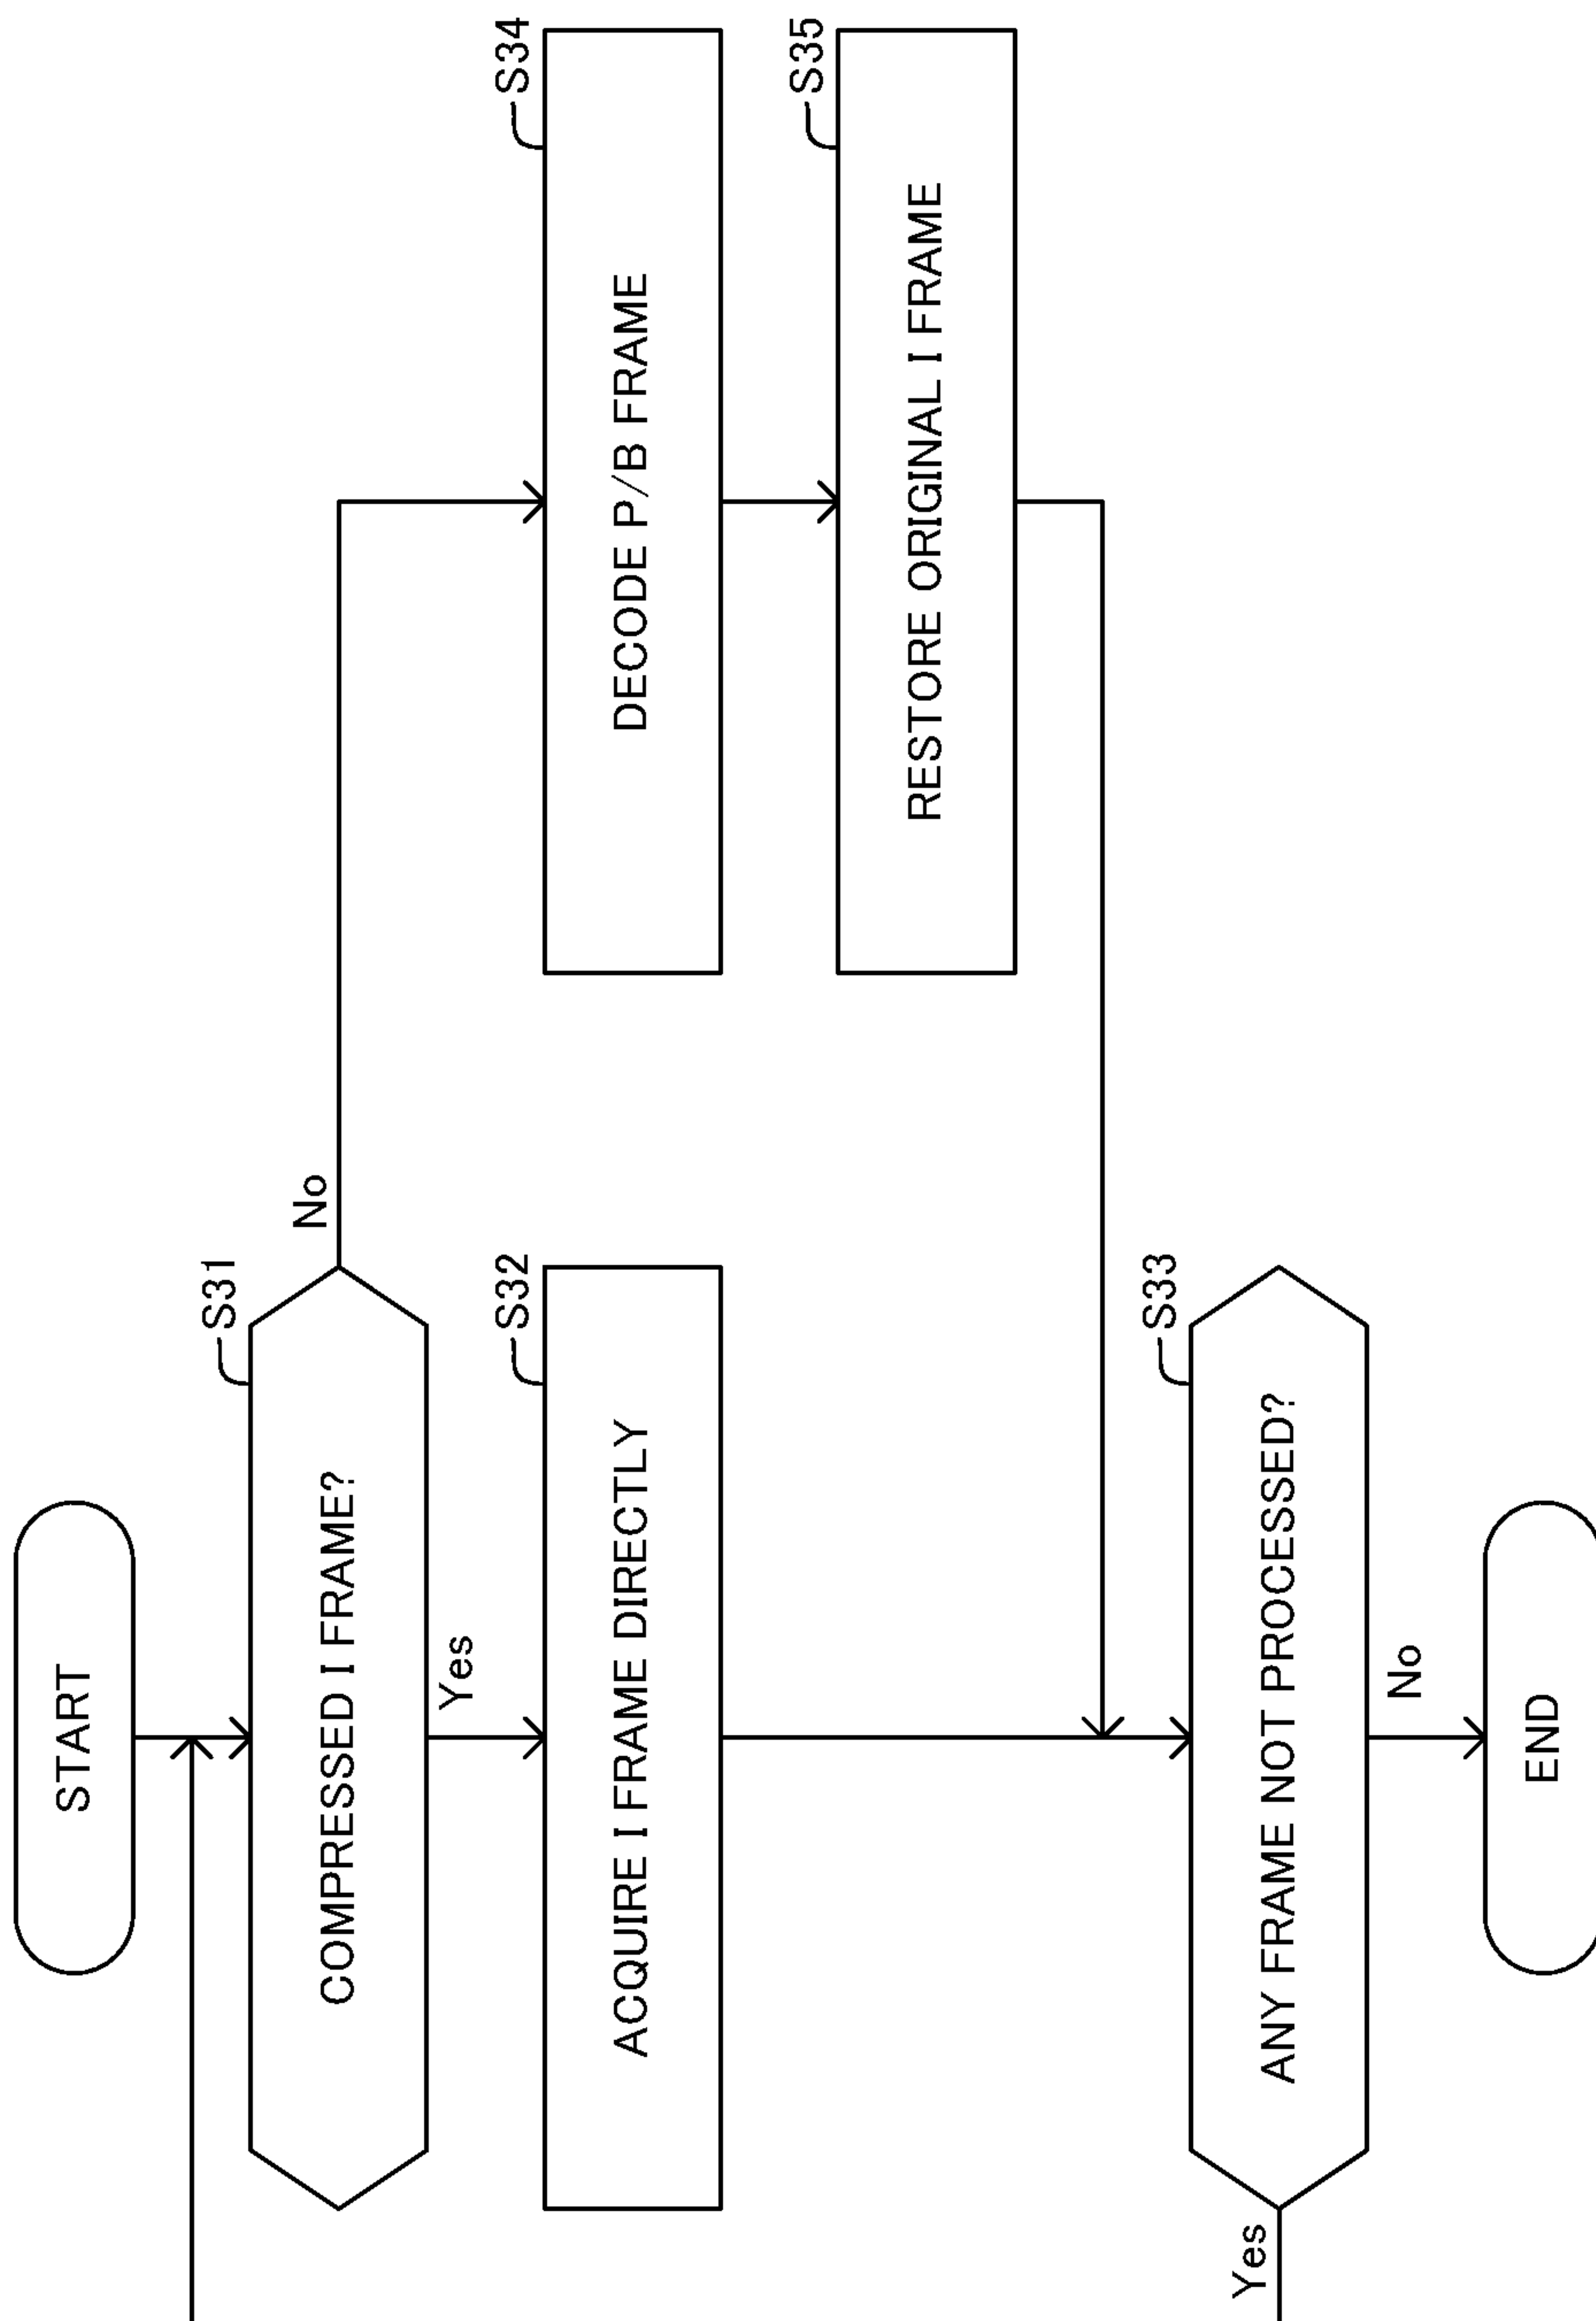 START
S31
COMPRESSED I FRAME?
No
Yes
S32
ACQUIRE I FRAME DIRECTLY
S34
DECODE P/B FRAME
S35
RESTORE ORIGINAL I FRAME
S33
ANY FRAME NOT PROCESSED?
Yes
No
END